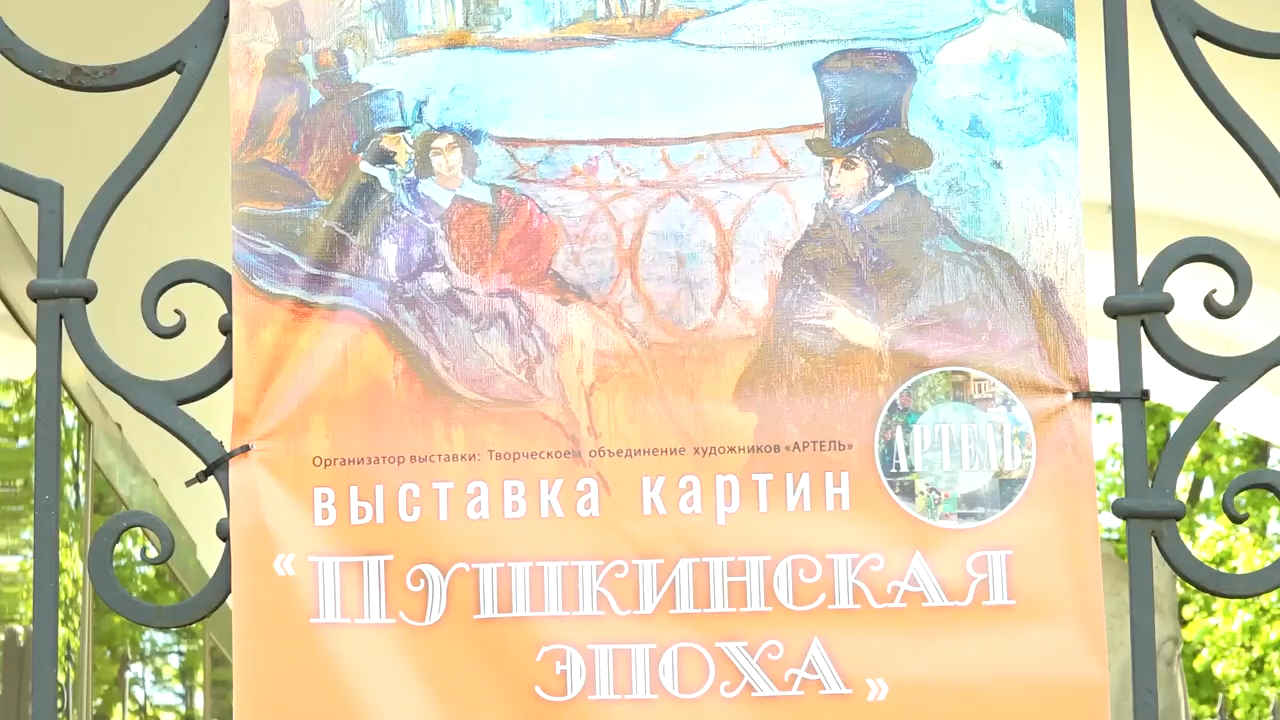 Организатор выставки: Творческоем объединение художников «АРТЕЛЬ»
АРТЕЛЬ
выставка картин
«ПУШКИНСКАЯ
ЭПОХА»